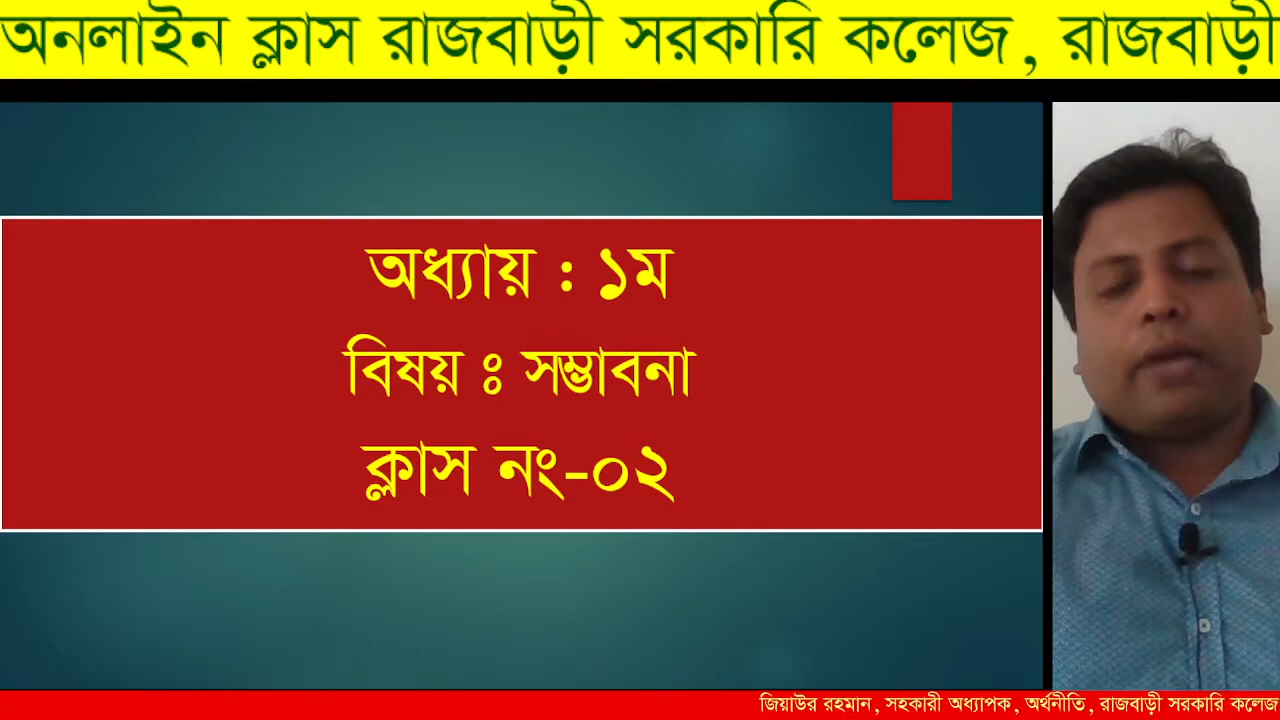 অনলাইন ক্লাস রাজবাড়ী সরকারি কলেজ, রাজবাড়ী
অধ্যায় : ১ম
বিষয় ঃ সম্ভাবনা
ক্লাস নং-০২
জিয়াউর রহমান, সহকারী অধ্যাপক, অর্থনীতি, রাজবাড়ী সরকারি কলেজ